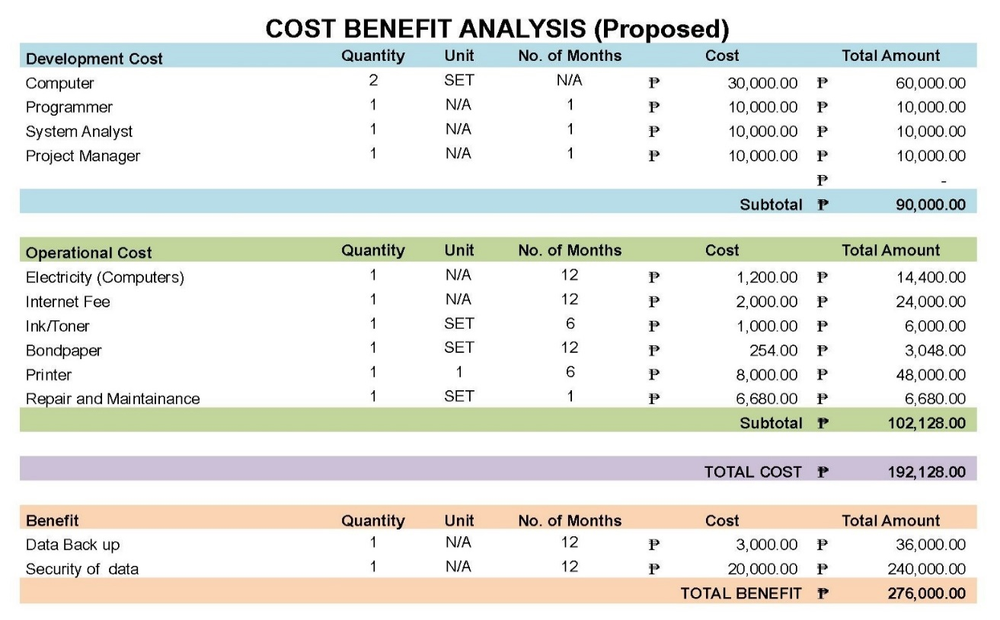 COST BENEFIT ANALYSIS (Proposed)
Development Cost Quantity Unit No. of Months Cost Total Amount
Computer 2 SET N/A ₱ 30,000.00 ₱ 60,000.00
Programmer 1 N/A 1 ₱ 10,000.00 ₱ 10,000.00
System Analyst 1 N/A 1 ₱ 10,000.00 ₱ 10,000.00
Project Manager 1 N/A 1 ₱ 10,000.00 ₱ 10,000.00
₱ -
Subtotal ₱ 90,000.00
Operational Cost Quantity Unit No. of Months Cost Total Amount
Electricity (Computers) 1 N/A 12 ₱ 1,200.00 ₱ 14,400.00
Internet Fee 1 N/A 12 ₱ 2,000.00 ₱ 24,000.00
Ink/Toner 1 SET 6 ₱ 1,000.00 ₱ 6,000.00
Bondpaper 1 SET 12 ₱ 254.00 ₱ 3,048.00
Printer 1 1 6 ₱ 8,000.00 ₱ 48,000.00
Repair and Maintainance 1 SET 1 ₱ 6,680.00 ₱ 6,680.00
Subtotal ₱ 102,128.00
TOTAL COST ₱ 192,128.00
Benefit Quantity Unit No. of Months Cost Total Amount
Data Back up 1 N/A 12 ₱ 3,000.00 ₱ 36,000.00
Security of data 1 N/A 12 ₱ 20,000.00 ₱ 240,000.00
TOTAL BENEFIT ₱ 276,000.00